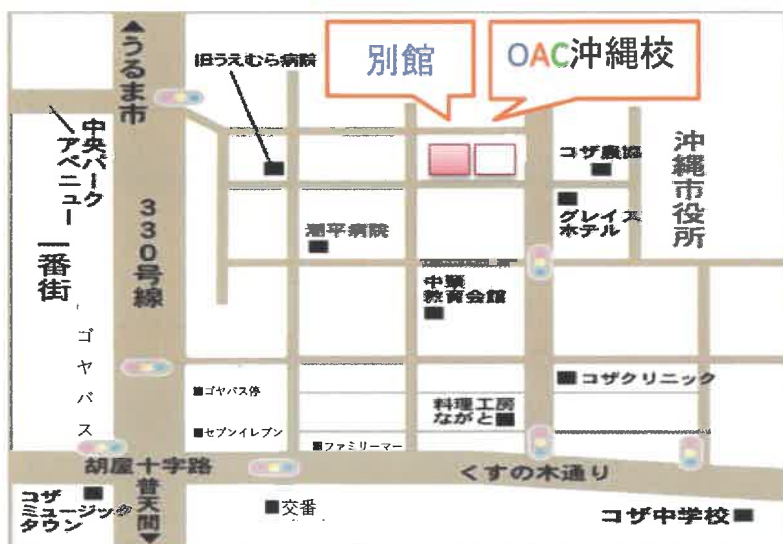 ▲うるま市
旧うえむら病院
別館
OAC沖縄校
中央パーク
アベニュー
一番街
330号線
潮平病院
コザ農協
グレイス
ホテル
沖縄市役所
中頭
教育会館
ゴヤバス
■ゴヤバス停
■セブンイレブン
■ファミリーマー
コザクリニック
料理工房
ながと
胡屋十字路
くすの木通り
コザ
ミュージック
タウン
普天間▼
■交番
コザ中学校■